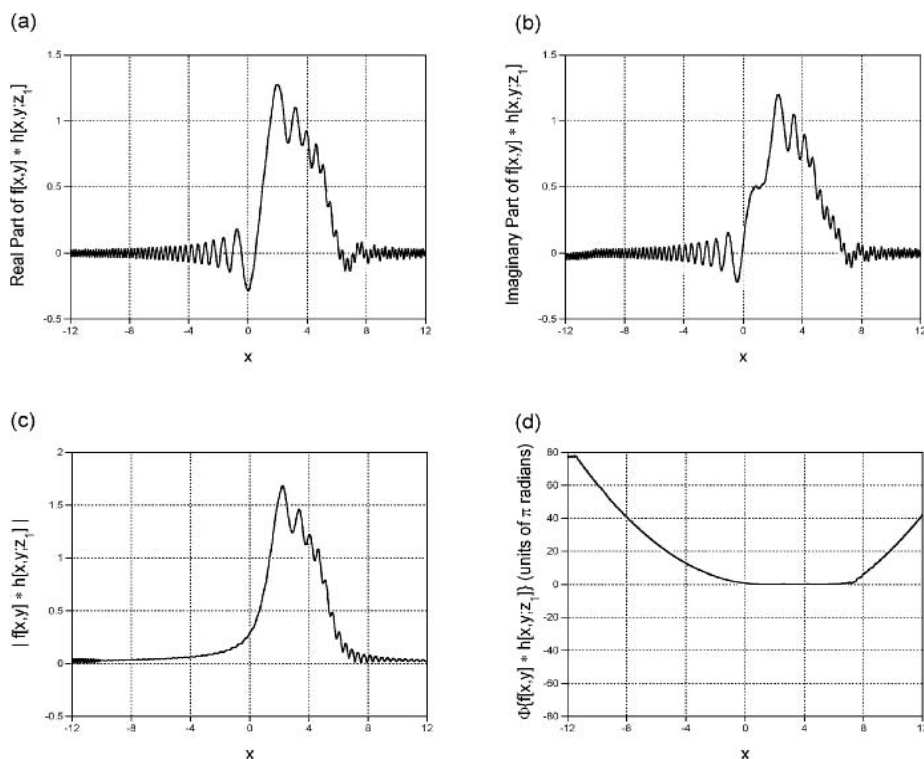 (a)
Real Part of f[x,y] * h[x,y;z₁]
1.5
1
0.5
0
-0.5
-12 -8 -4 0 4 8 12
x
(b)
Imaginary Part of f[x,y] * h[x,y;z₁]
1.5
1
0.5
0
-0.5
-12 -8 -4 0 4 8 12
x
(c)
| f[x,y] * h[x,y;z₁] |
2
1.5
1
0.5
0
-0.5
-12 -8 -4 0 4 8 12
x
(d)
Φ{f[x,y] * h[x,y;z₁]} (units of π radians)
80
60
40
20
0
-20
-40
-60
-80
-12 -8 -4 0 4 8 12
x